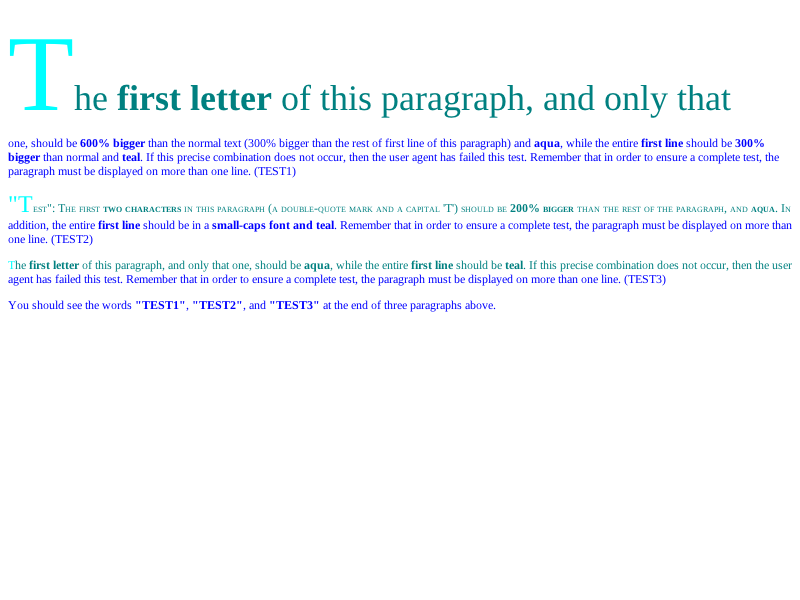 The first letter of this paragraph, and only that
one, should be 600% bigger than the normal text (300% bigger than the rest of first line of this paragraph) and aqua, while the entire first line should be 300%
bigger than normal and teal. If this precise combination does not occur, then the user agent has failed this test. Remember that in order to ensure a complete test, the
paragraph must be displayed on more than one line. (TEST1)
"Test": The first two characters in this paragraph (a double-quote mark and a capital 'T') should be 200% bigger than the rest of the paragraph, and aqua. In
addition, the entire first line should be in a small-caps font and teal. Remember that in order to ensure a complete test, the paragraph must be displayed on more than
one line. (TEST2)
The first letter of this paragraph, and only that one, should be aqua, while the entire first line should be teal. If this precise combination does not occur, then the user
agent has failed this test. Remember that in order to ensure a complete test, the paragraph must be displayed on more than one line. (TEST3)
You should see the words "TEST1", "TEST2", and "TEST3" at the end of three paragraphs above.